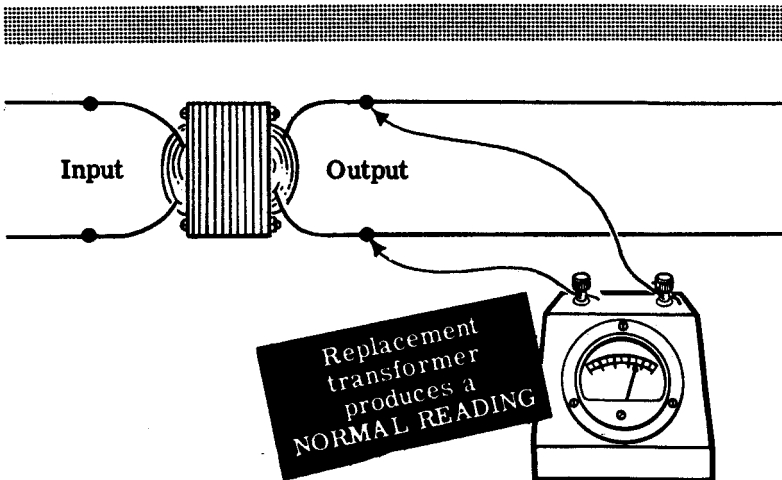 Input
Output
Replacement
transformer
produces a
NORMAL READING